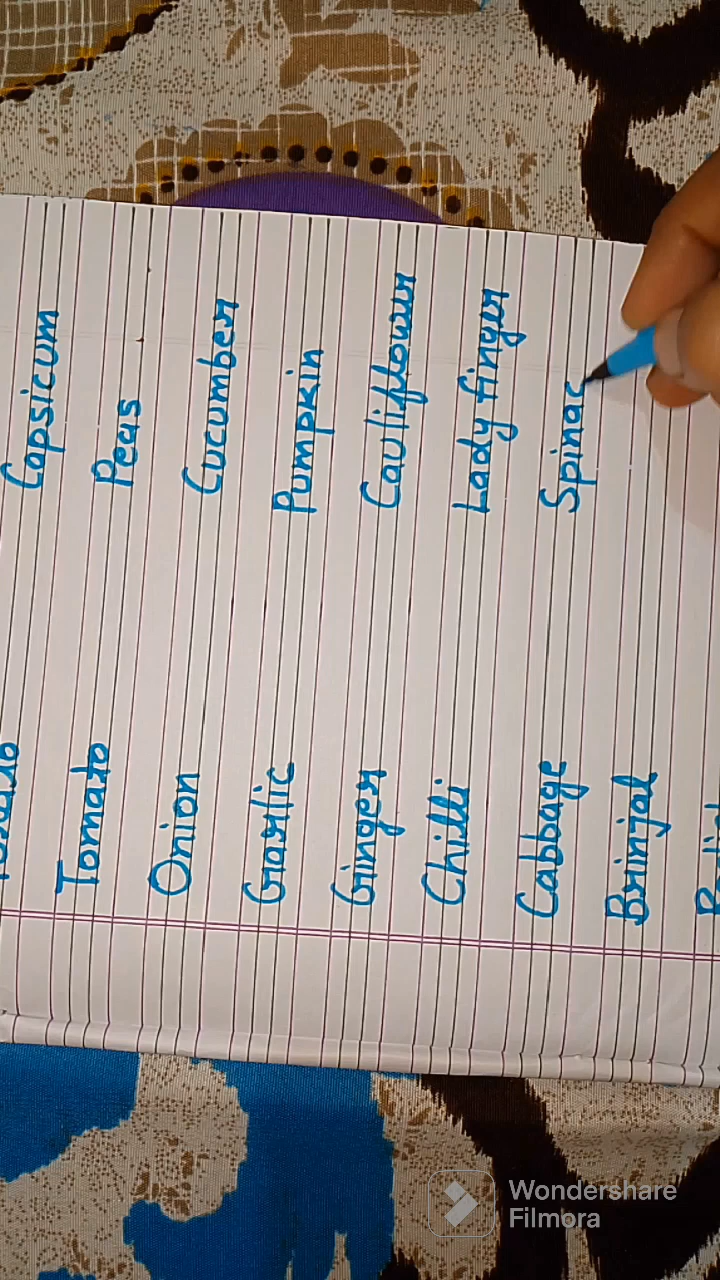 Tomato
Onion
Garlic
Ginger
Chilli
Cabbage
Brinjal
Capsicum
Peas
Cucumber
Pumpkin
Cauliflower
Lady finger
Spinac
Wondershare
Filmora